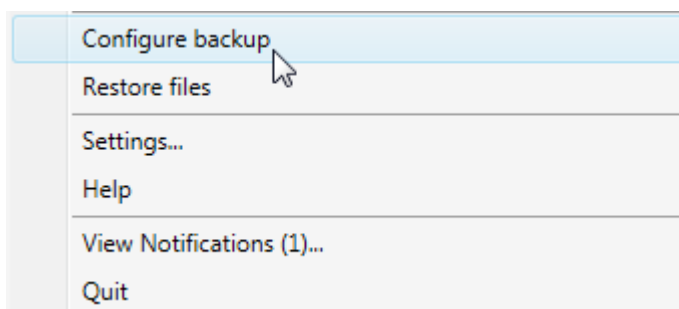 Configure backup
Restore files
Settings...
Help
View Notifications (1)...
Quit